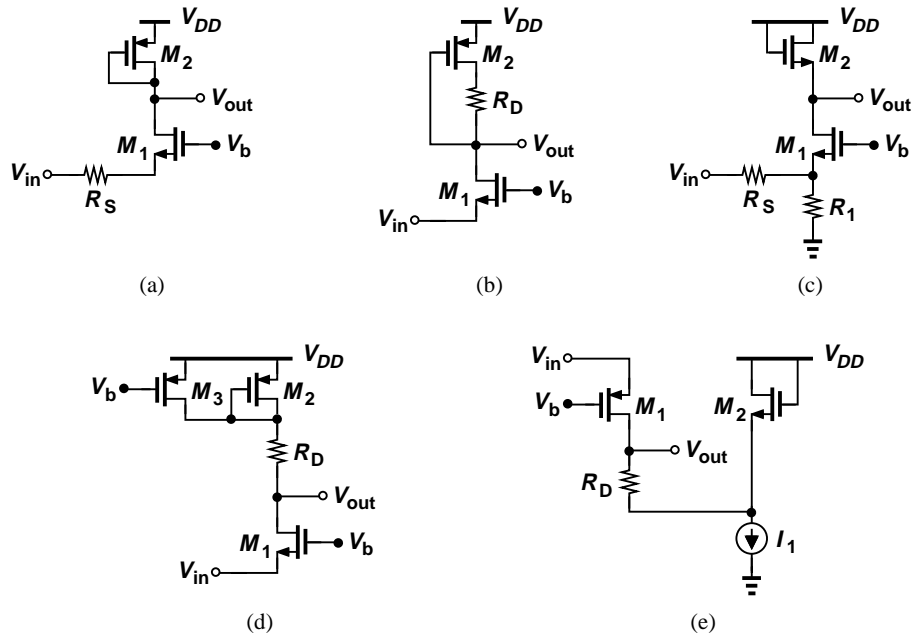 V_DD
M_2
V_out
M_1
V_b
V_in
R_S
(a)
V_DD
M_2
R_D
V_out
M_1
V_b
V_in
(b)
V_DD
M_2
V_out
M_1
V_b
V_in
R_S
R_1
(c)
V_DD
V_b
M_3
M_2
R_D
V_out
M_1
V_b
V_in
(d)
V_in
V_DD
V_b
M_1
M_2
V_out
R_D
I_1
(e)